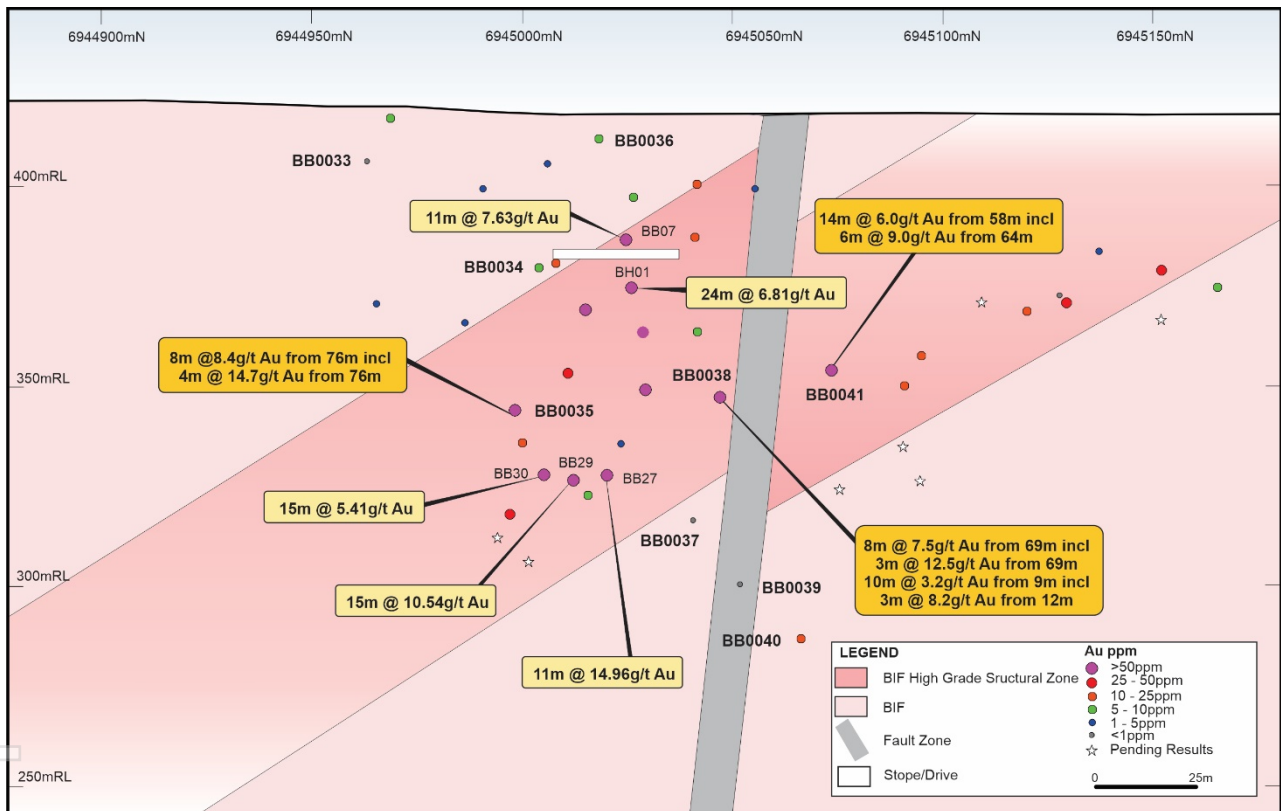 6944900mN 6944950mN 6945000mN 6945050mN 6945100mN 6945150mN
BB0036
BB0033
400mRL
11m @ 7.63g/t Au
14m @ 6.0g/t Au from 58m incl
6m @ 9.0g/t Au from 64m
BB07
BB0034
BH01
24m @ 6.81g/t Au
8m @8.4g/t Au from 76m incl
4m @ 14.7g/t Au from 76m
BB0038
350mRL
BB0041
BB0035
BB30
BB29
BB27
15m @ 5.41g/t Au
BB0037
8m @ 7.5g/t Au from 69m incl
3m @ 12.5g/t Au from 69m
10m @ 3.2g/t Au from 9m incl
3m @ 8.2g/t Au from 12m
300mRL
BB0039
15m @ 10.54g/t Au
BB0040
11m @ 14.96g/t Au
LEGEND
BIF High Grade Sructural Zone
BIF
Fault Zone
Stope/Drive
Au ppm
>50ppm
25 - 50ppm
10 - 25ppm
5 - 10ppm
1 - 5ppm
<1ppm
Pending Results
0 25m
250mRL